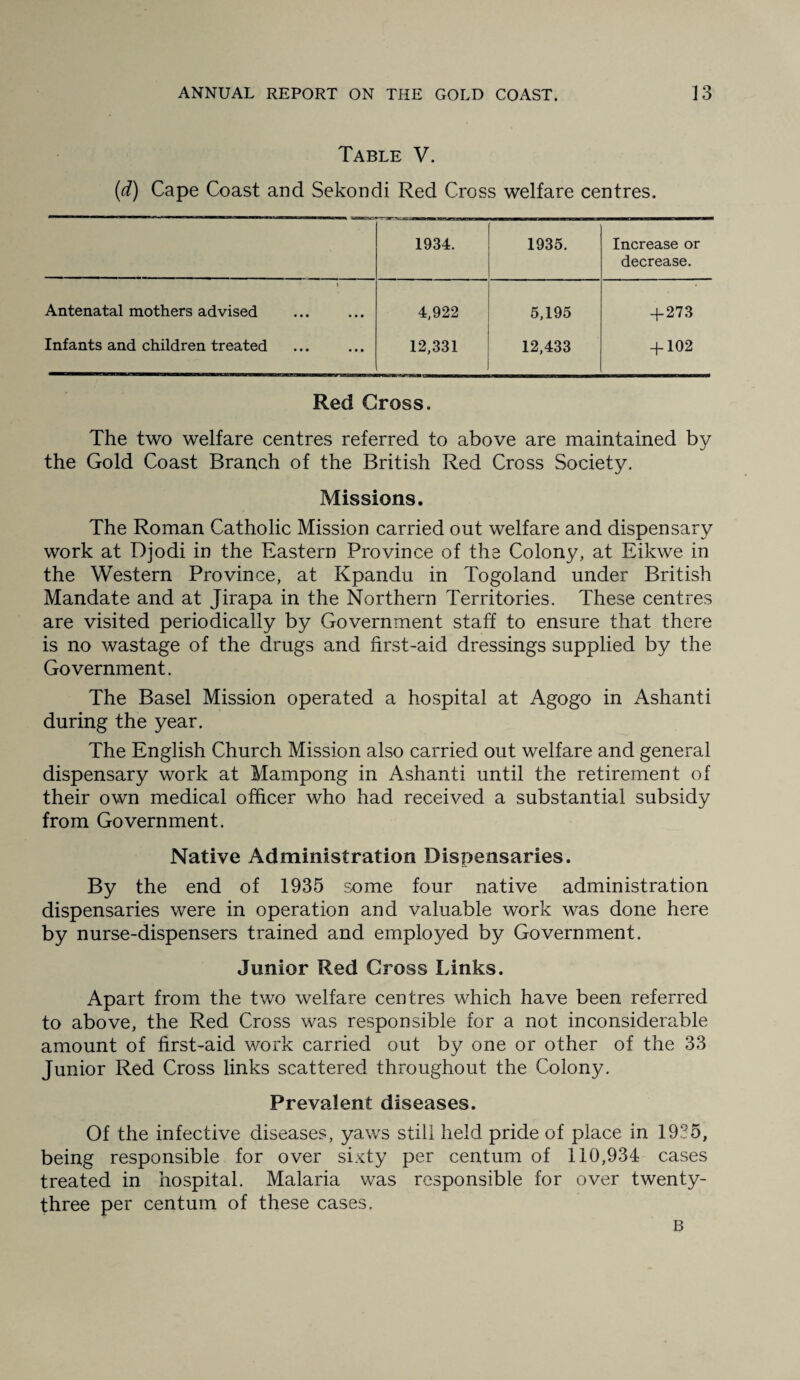 ANNUAL REPORT ON THE GOLD COAST. 13
TABLE V.
(d) Cape Coast and Sekondi Red Cross welfare centres.
1934. 1935. Increase or
decrease.
Antenatal mothers advised ... ... 4,922 5,195 +273
Infants and children treated ... ... 12,331 12,433 +102
Red Cross.
The two welfare centres referred to above are maintained by
the Gold Coast Branch of the British Red Cross Society.
Missions.
The Roman Catholic Mission carried out welfare and dispensary
work at Djodi in the Eastern Province of the Colony, at Eikwe in
the Western Province, at Kpandu in Togoland under British
Mandate and at Jirapa in the Northern Territories. These centres
are visited periodically by Government staff to ensure that there
is no wastage of the drugs and first-aid dressings supplied by the
Government.
The Basel Mission operated a hospital at Agogo in Ashanti
during the year.
The English Church Mission also carried out welfare and general
dispensary work at Mampong in Ashanti until the retirement of
their own medical officer who had received a substantial subsidy
from Government.
Native Administration Dispensaries.
By the end of 1935 some four native administration
dispensaries were in operation and valuable work was done here
by nurse-dispensers trained and employed by Government.
Junior Red Cross Links.
Apart from the two welfare centres which have been referred
to above, the Red Cross was responsible for a not inconsiderable
amount of first-aid work carried out by one or other of the 33
Junior Red Cross links scattered throughout the Colony.
Prevalent diseases.
Of the infective diseases, yaws still held pride of place in 1935,
being responsible for over sixty per centum of 110,934 cases
treated in hospital. Malaria was responsible for over twenty-
three per centum of these cases.
B